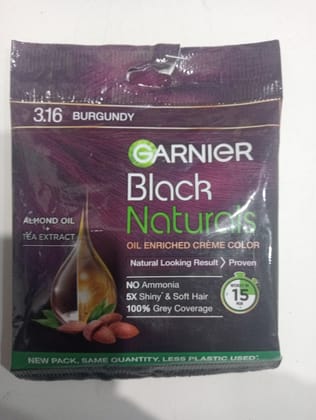 3.16 BURGUNDY
GARNIER
Black
Naturals
OIL ENRICHED CRÈME COLOR
ALMOND OIL
+
TEA EXTRACT
Natural Looking Result > Proven
NO Ammonia
5X Shiny* & Soft Hair
100% Grey Coverage
15
NEW PACK, SAME QUANTITY, LESS PLASTIC USED^